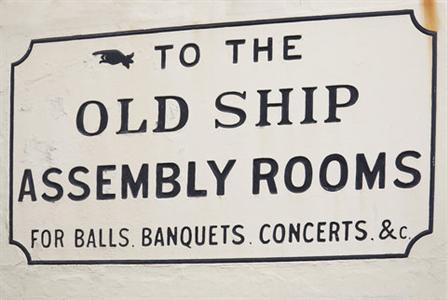 TO THE
OLD SHIP
ASSEMBLY ROOMS
FOR BALLS. BANQUETS. CONCERTS. &c.